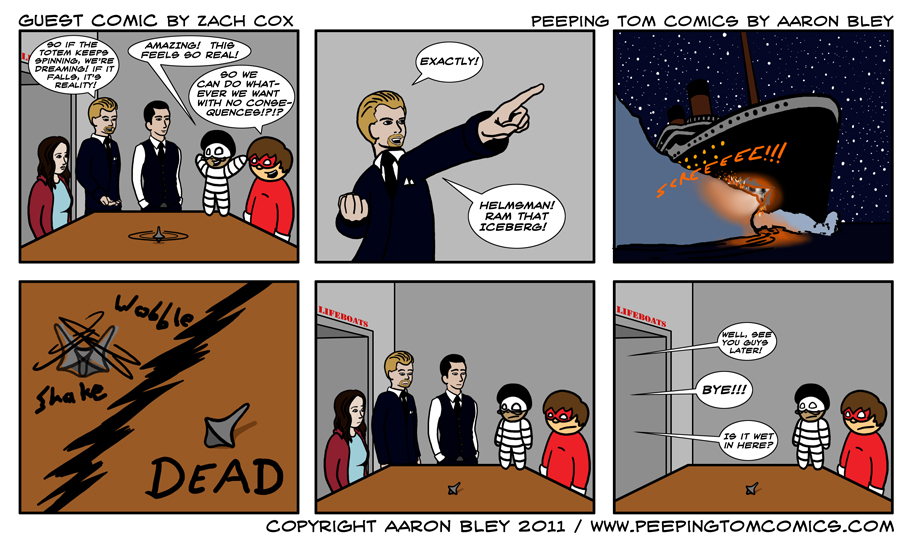 GUEST COMIC BY ZACH COX
PEEPING TOM COMICS BY AARON BLEY
SO IF THE
TOTEM KEEPS
SPINNING, WE'RE
DREAMING! IF IT
FALLS, IT'S
REALITY!
AMAZING! THIS
FEELS SO REAL!
SO WE
CAN DO WHAT-
EVER WE WANT
WITH NO CONSE-
QUENCES!?!?
EXACTLY!
HELMSMAN!
RAM THAT
ICEBERG!
SCREEEEEE!!!
Wobble
Shake
DEAD
LIFEBOATS
LIFEBOATS
WELL, SEE
YOU GUYS
LATER!
BYE!!!
IS IT WET
IN HERE?
COPYRIGHT AARON BLEY 2011 / WWW.PEEPINGTOMCOMICS.COM